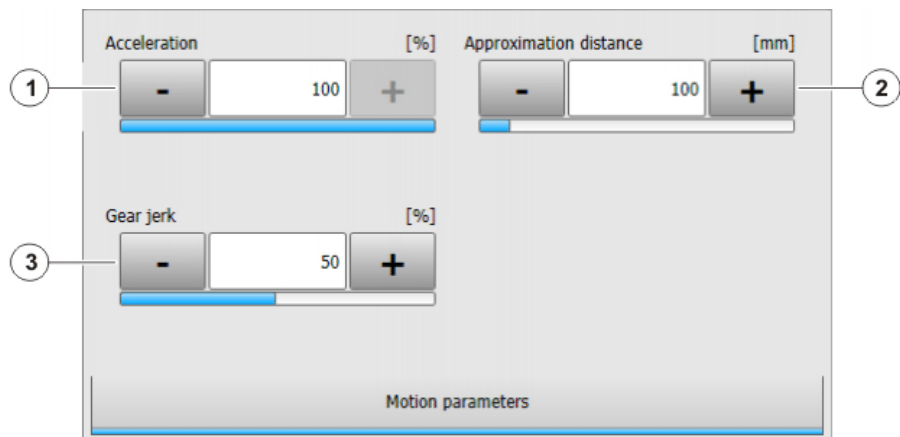 Acceleration [%] Approximation distance [mm]
1 - 100 + - 100 + 2
Gear jerk [%]
3 - 50 +
Motion parameters